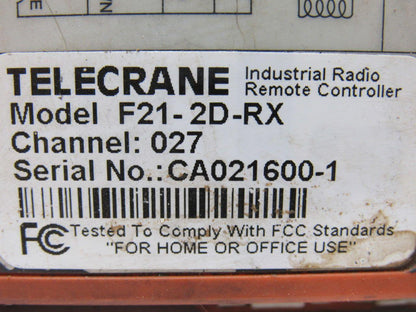 E
N
TELECRANE Industrial Radio Remote Controller
Model F21-2D-RX
Channel: 027
Serial No.:CA021600-1
FC Tested To Comply With FCC Standards
"FOR HOME OR OFFICE USE"